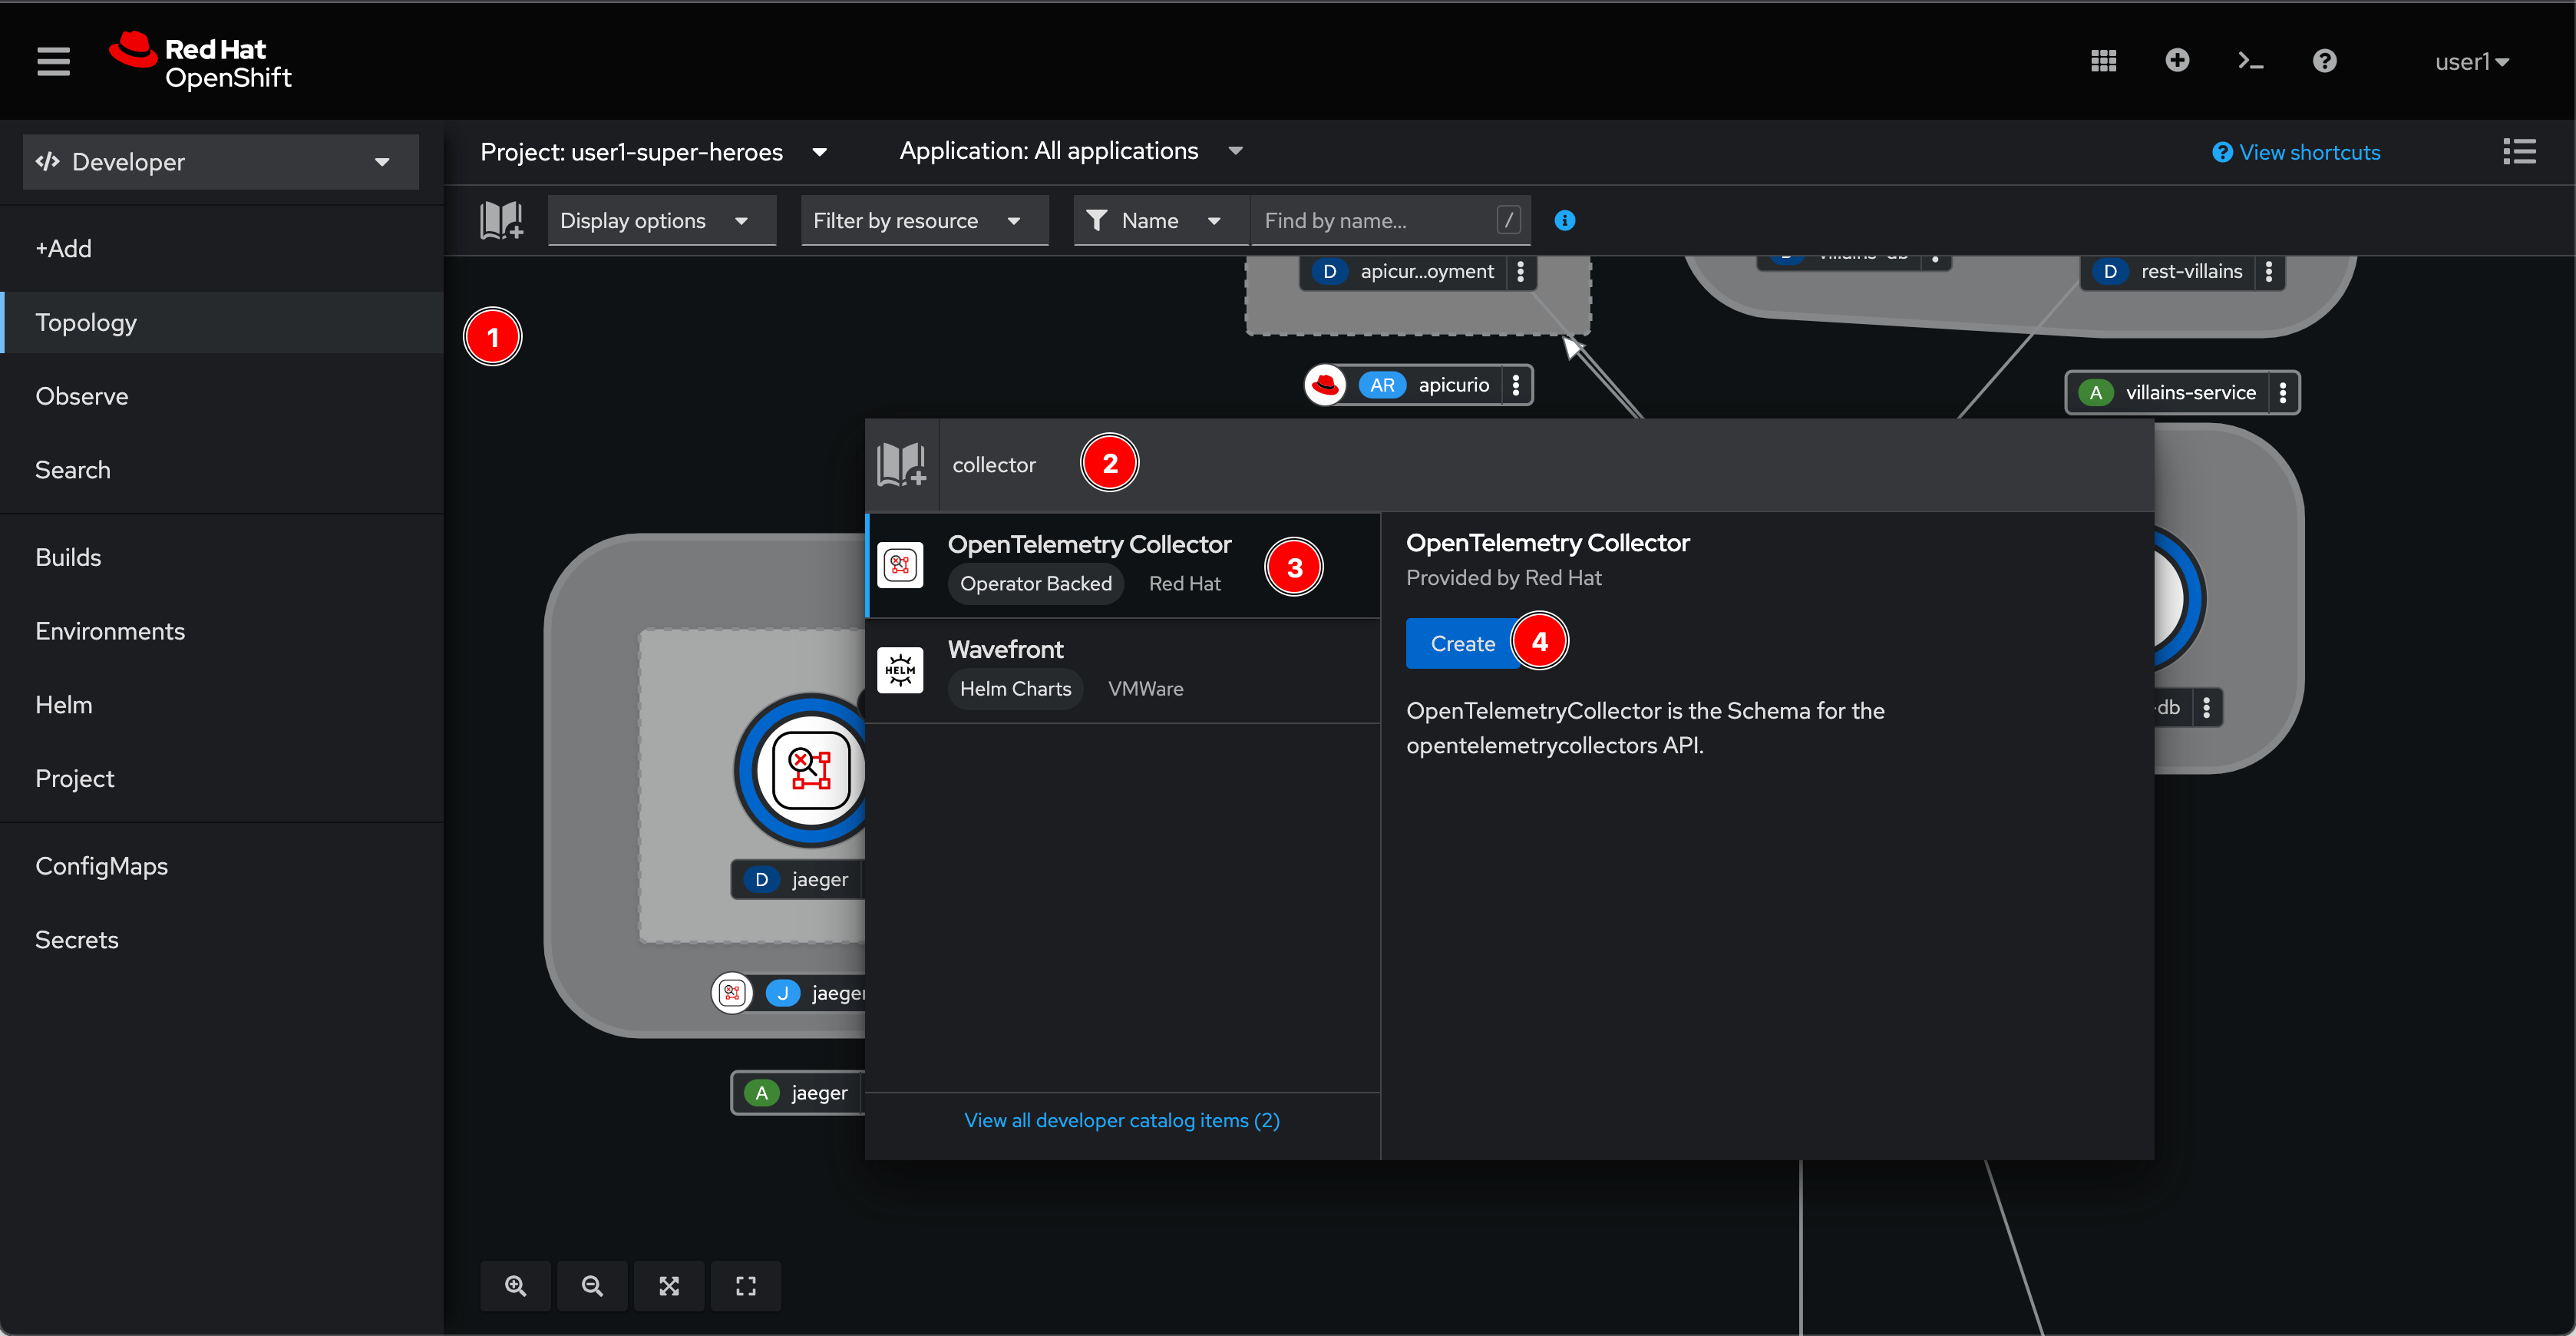 Red Hat
OpenShift
user1
Developer
Project: user1-super-heroes
Application: All applications
View shortcuts
Display options
Filter by resource
Name
Find by name...
/
+Add
Topology
Observe
Search
Builds
Environments
Helm
Project
ConfigMaps
Secrets
1
D apicur...oyment
D rest-villains
AR apicurio
A villains-service
collector
2
OpenTelemetry Collector
Operator Backed Red Hat
3
Wavefront
Helm Charts VMWare
HELM
View all developer catalog items (2)
OpenTelemetry Collector
Provided by Red Hat
Create
4
OpenTelemetryCollector is the Schema for the
opentelemetrycollectors API.
-db
D jaeger
J jaeger
A jaeger